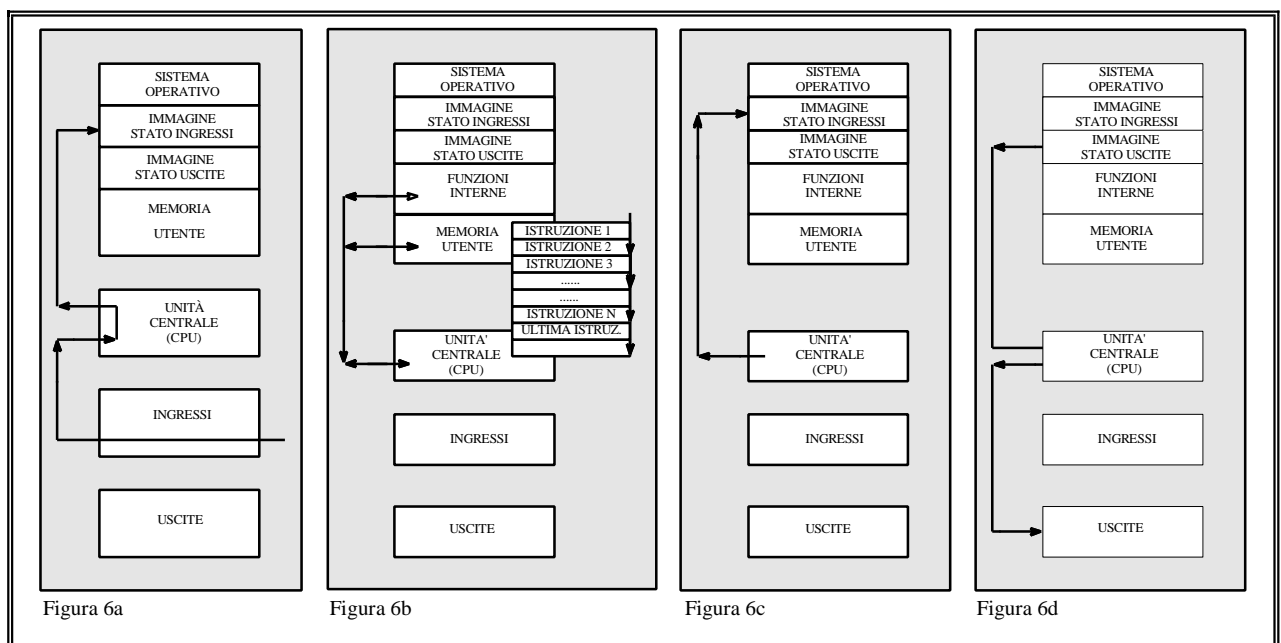 SISTEMA
OPERATIVO
IMMAGINE
STATO INGRESSI
IMMAGINE
STATO USCITE
MEMORIA
UTENTE
UNITÀ
CENTRALE
(CPU)
INGRESSI
USCITE
Figura 6a
SISTEMA
OPERATIVO
IMMAGINE
STATO INGRESSI
IMMAGINE
STATO USCITE
FUNZIONI
INTERNE
MEMORIA
UTENTE
ISTRUZIONE 1
ISTRUZIONE 2
ISTRUZIONE 3
......
......
ISTRUZIONE N
ULTIMA ISTRUZ.
UNITA'
CENTRALE
(CPU)
INGRESSI
USCITE
Figura 6b
SISTEMA
OPERATIVO
IMMAGINE
STATO INGRESSI
IMMAGINE
STATO USCITE
FUNZIONI
INTERNE
MEMORIA
UTENTE
UNITA'
CENTRALE
(CPU)
INGRESSI
USCITE
Figura 6c
SISTEMA
OPERATIVO
IMMAGINE
STATO INGRESSI
IMMAGINE
STATO USCITE
FUNZIONI
INTERNE
MEMORIA
UTENTE
UNITA'
CENTRALE
(CPU)
INGRESSI
USCITE
Figura 6d